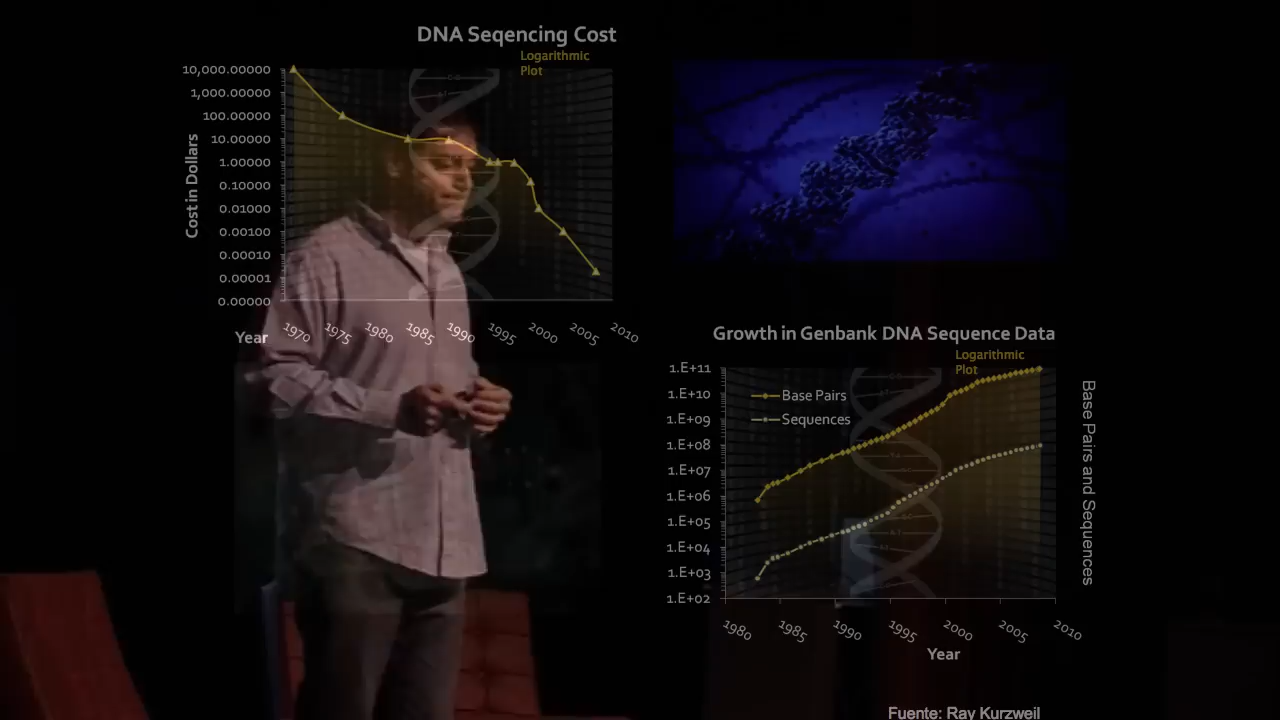 DNA Seqencing Cost
Logarithmic
Plot
10,000.00000
1,000.00000
100.00000
10.00000
1.00000
0.10000
0.01000
0.00100
0.00010
0.00001
0.00000
Cost in Dollars
Year
1970
1975
1980
1985
1990
1995
2000
2005
2010
Growth in Genbank DNA Sequence Data
Logarithmic
Plot
1.E+11
1.E+10
1.E+09
1.E+08
1.E+07
1.E+06
1.E+05
1.E+04
1.E+03
1.E+02
Base Pairs
Sequences
Base Pairs and Sequences
1980
1985
1990
1995
2000
2005
2010
Year
Fuente: Ray Kurzweil